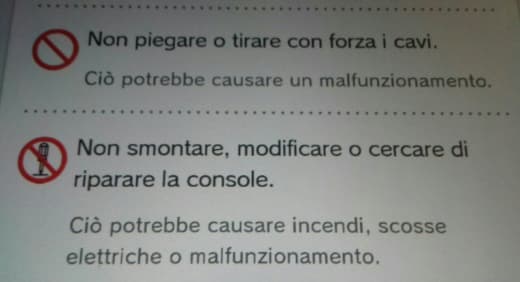 Non piegare o tirare con forza i cavi.
Ciò potrebbe causare un malfunzionamento.
Non smontare, modificare o cercare di
riparare la console.
Ciò potrebbe causare incendi, scosse
elettriche o malfunzionamento.